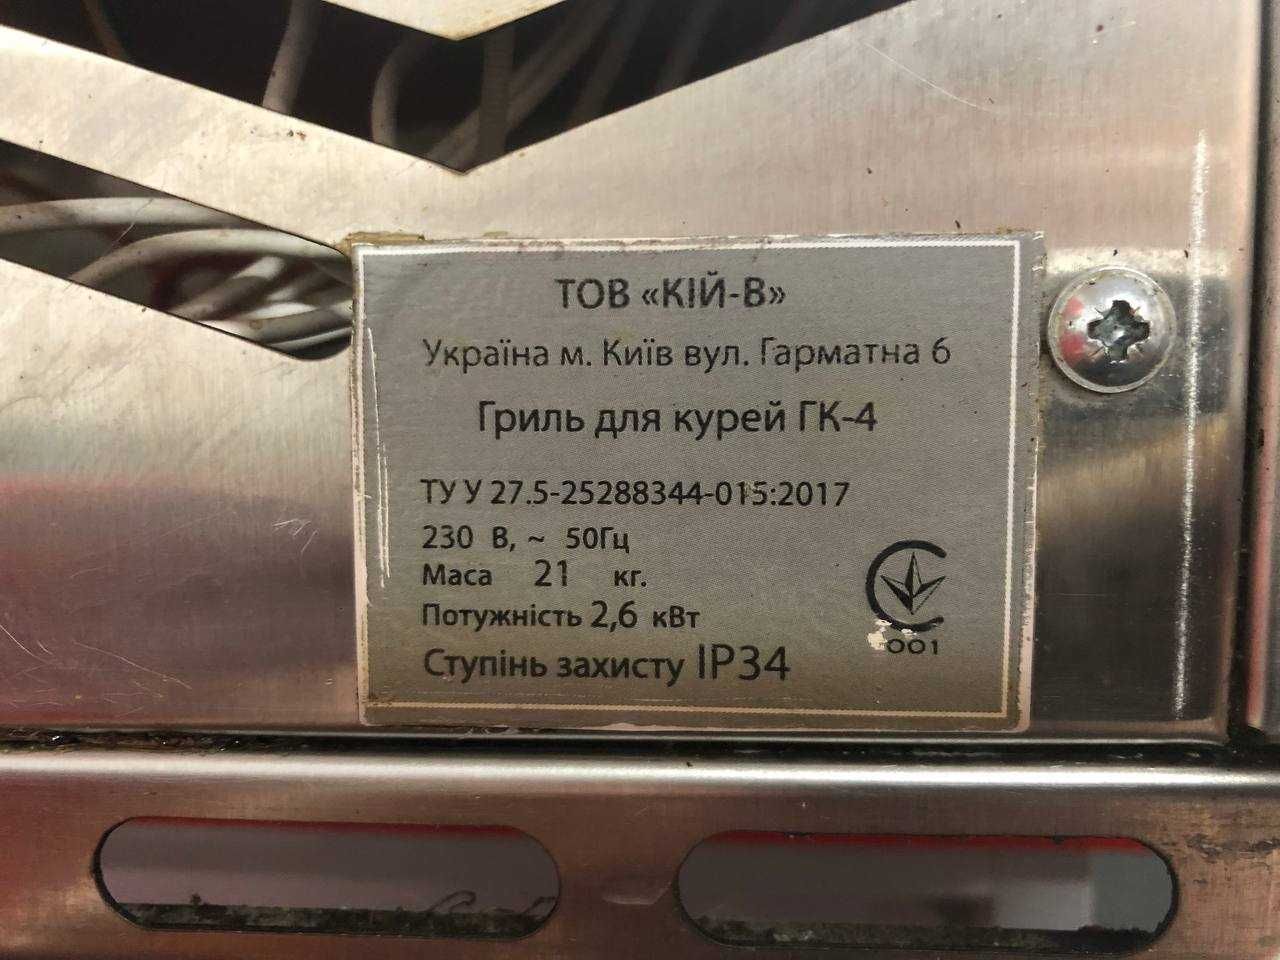 ТОВ «КІЙ-В»
Україна м. Київ вул. Гарматна 6
Гриль для курей ГК-4
ТУ У 27.5-25288344-015:2017
230 В, ~ 50Гц
Маса 21 кг.
Потужність 2,6 кВт
001
Ступінь захисту IP34